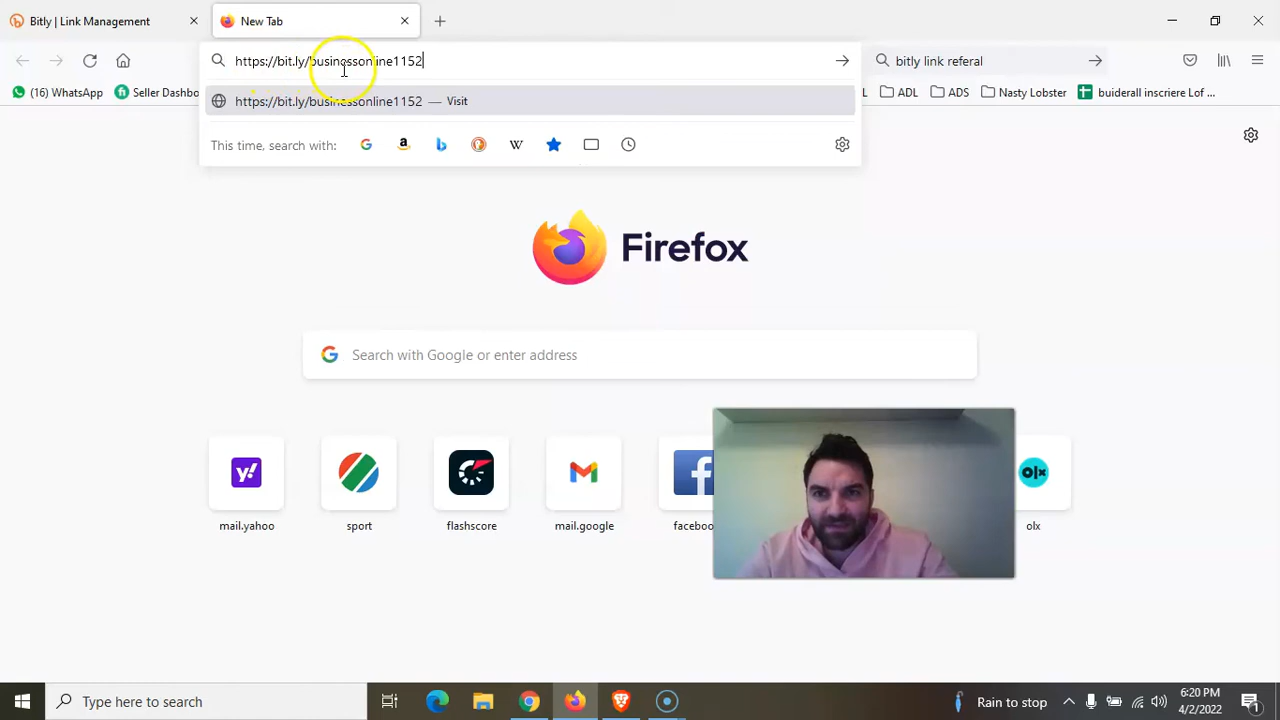 Bitly | Link Management
New Tab
https://bit.ly/businessonline1152
bitly link referal
(16) WhatsApp
Seller Dashbo
https://bit.ly/businessonline1152 — Visit
L
ADL
ADS
Nasty Lobster
buiderall inscriere Lof ...
This time, search with:
Firefox
Search with Google or enter address
mail.yahoo
sport
flashscore
mail.google
faceboo
olx
Type here to search
Rain to stop
6:20 PM
4/2/2022